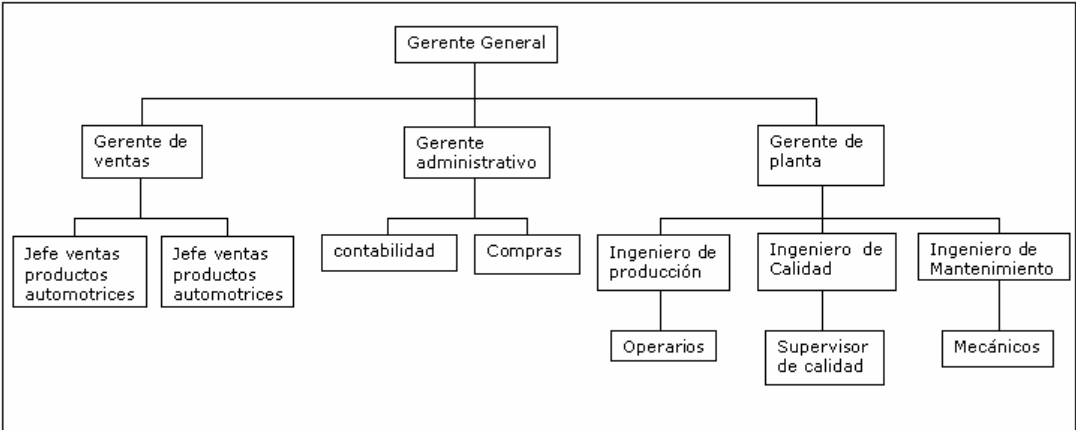 Gerente General
Gerente de
ventas
Gerente
administrativo
Gerente de
planta
Jefe ventas
productos
automotrices
Jefe ventas
productos
automotrices
contabilidad
Compras
Ingeniero de
producción
Ingeniero de
Calidad
Ingeniero de
Mantenimiento
Operarios
Supervisor
de calidad
Mecánicos